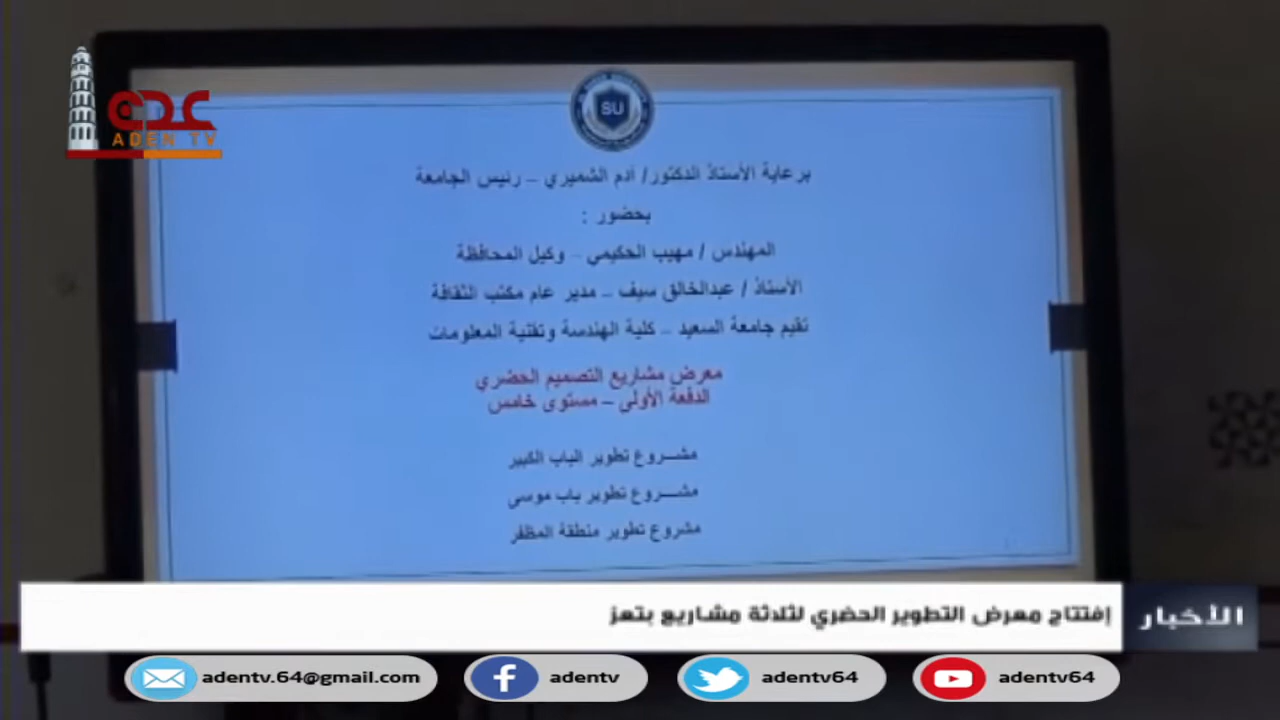 عدن
ADEN TV
SU
برعاية الأستاذ الدكتور/ آدم الشميري – رئيس الجامعة
بحضور :
المهندس / مهيب الحكيمي – وكيل المحافظة
الأستاذ / عبدالخالق سيف – مدير عام مكتب الثقافة
تقيم جامعة السعيد – كلية الهندسة وتقنية المعلومات
معرض مشاريع التصميم الحضري
الدفعة الأولى – مستوى خامس
مشروع تطوير الباب الكبير
مشروع تطوير باب موسى
مشروع تطوير منطقة المظفر
الأخبار
إفتتاح معرض التطوير الحضري لثلاثة مشاريع بتعز
adentv.64@gmail.com
adentv
adentv64
adentv64